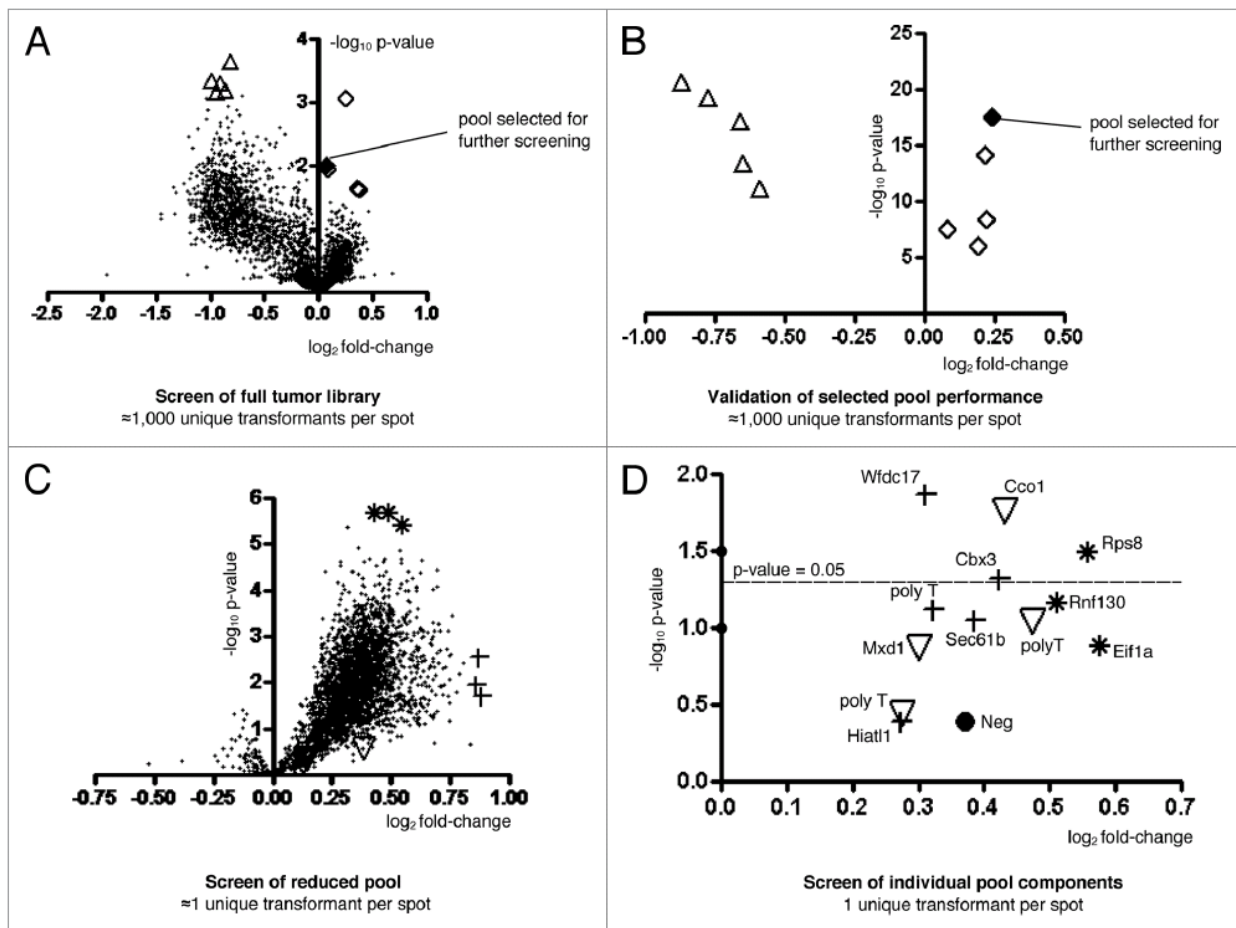 A
-log10 p-value
4
3
2
1
pool selected for
further screening
-2.5 -2.0 -1.5 -1.0 -0.5 0.0 0.5 1.0
log2 fold-change
Screen of full tumor library
≈1,000 unique transformants per spot
B
25
20
15
10
5
-log10 p-value
pool selected for
further screening
-1.00 -0.75 -0.50 -0.25 0.00 0.25 0.50
log2 fold-change
Validation of selected pool performance
≈1,000 unique transformants per spot
C
6
5
4
3
2
1
-log10 p-value
-0.75 -0.50 -0.25 0.00 0.25 0.50 0.75 1.00
log2 fold-change
Screen of reduced pool
≈1 unique transformant per spot
D
2.0
1.5
1.0
0.5
0.0
-log10 p-value
Wfdc17
Cco1
Rps8
Cbx3
p-value = 0.05
poly T
Rnf130
Mxd1
Sec61b
polyT
Eif1a
poly T
Hiatl1
Neg
0.0 0.1 0.2 0.3 0.4 0.5 0.6 0.7
log2 fold-change
Screen of individual pool components
1 unique transformant per spot